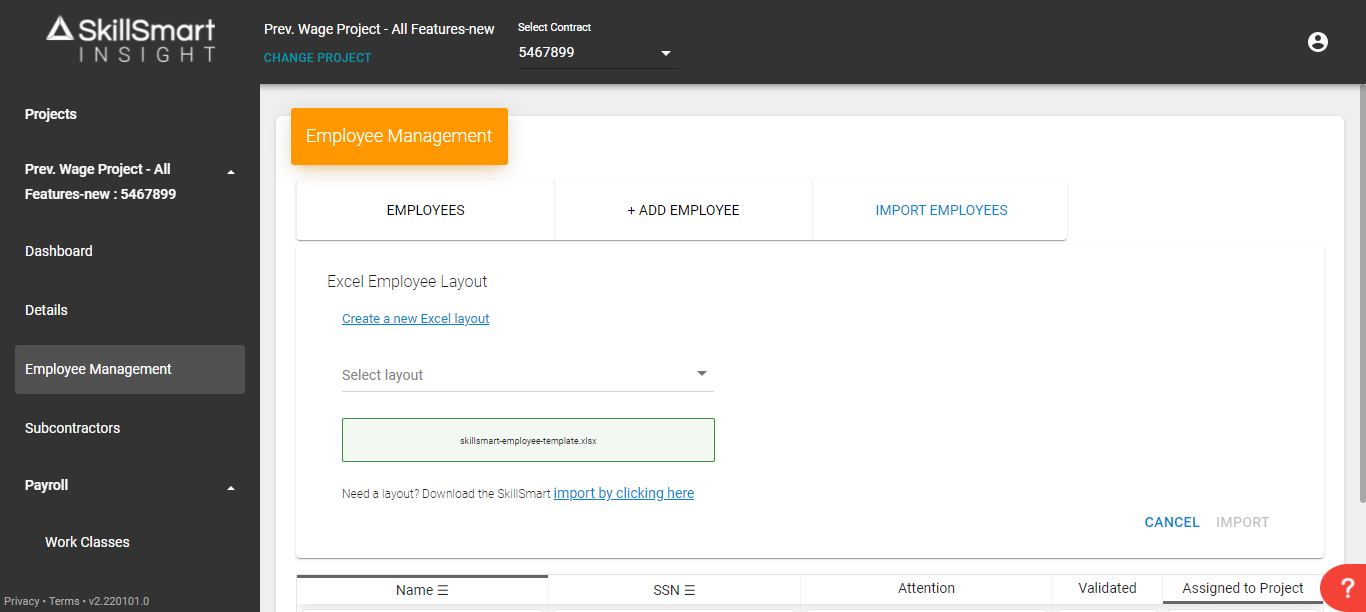 SkillSmart
INSIGHT
Prev. Wage Project - All Features-new
CHANGE PROJECT
Select Contract
5467899
Projects
Prev. Wage Project - All
Features-new : 5467899
Dashboard
Details
Employee Management
Subcontractors
Payroll
Work Classes
Privacy • Terms • v2.220101.0
Employee Management
EMPLOYEES
+ ADD EMPLOYEE
IMPORT EMPLOYEES
Excel Employee Layout
Create a new Excel layout
Select layout
skillsmart-employee-template.xlsx
Need a layout? Download the SkillSmart import by clicking here
CANCEL
IMPORT
Name
SSN
Attention
Validated
Assigned to Project
?